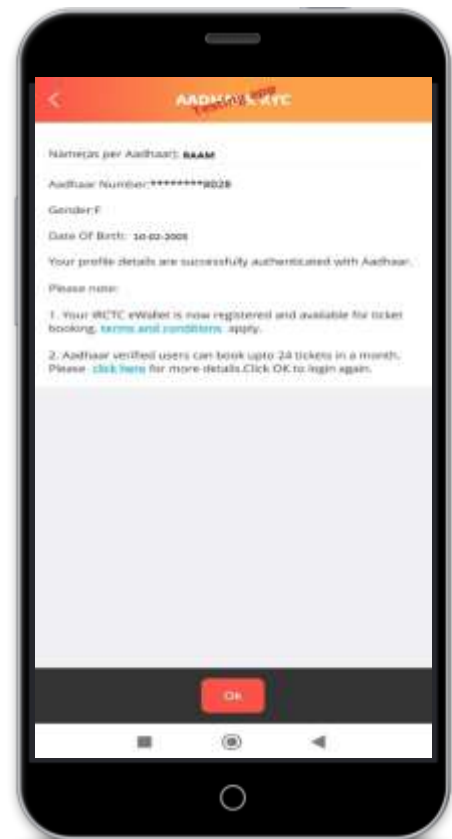 AADHAAR KYC
Testing app
Name(as per Aadhaar): RAAM
Aadhaar Number:********8028
Gender:F
Date Of Birth: 10-02-2005
Your profile details are successfully authenticated with Aadhaar.
Please note:
1. Your IRCTC eWallet is now registered and available for ticket
booking, terms and conditions apply.
2. Aadhaar verified users can book upto 24 tickets in a month.
Please click here for more details.Click OK to login again.
OK